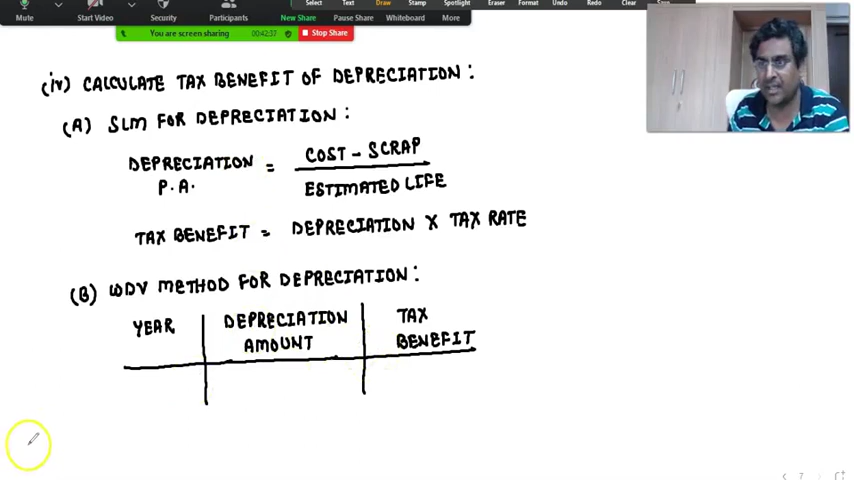 Select Text Draw Stamp Spotlight Eraser Format Undo Redo Clear Save
Mute Start Video Security Participants New Share Pause Share Whiteboard More
You are screen sharing 00:42:37 Stop Share
(iv) CALCULATE TAX BENEFIT OF DEPRECIATION :
(A) SLM FOR DEPRECIATION :
DEPRECIATION P.A. = COST - SCRAP
ESTIMATED LIFE
TAX BENEFIT = DEPRECIATION X TAX RATE
(B) WDV METHOD FOR DEPRECIATION :
YEAR DEPRECIATION AMOUNT TAX BENEFIT
7